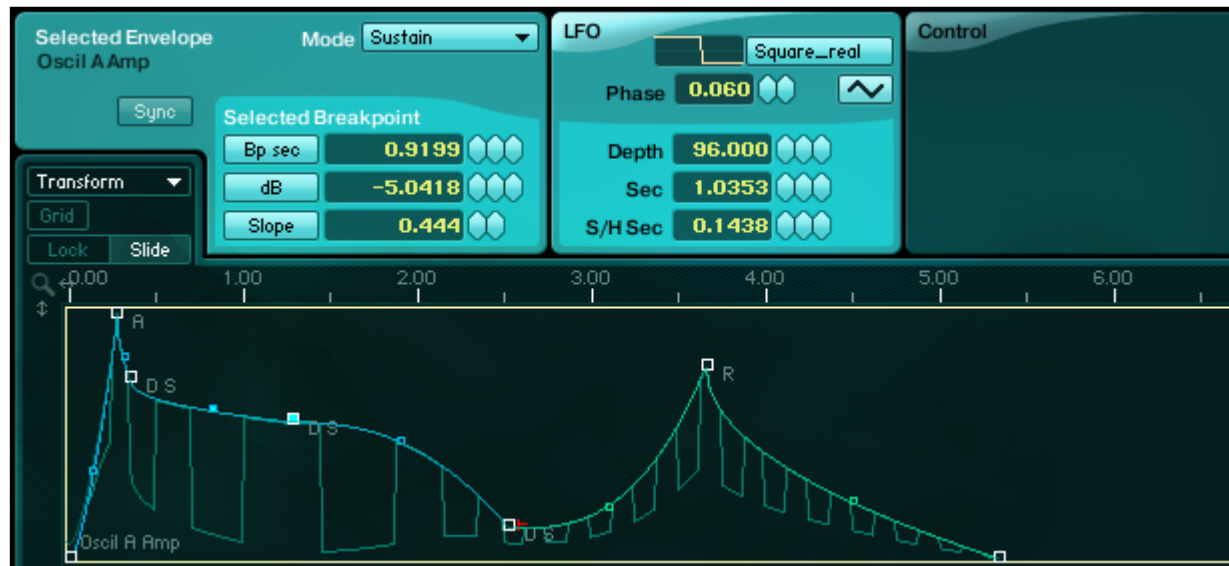 Selected Envelope
Oscil A Amp
Mode Sustain
Sync
Selected Breakpoint
Bp sec 0.9199
dB -5.0418
Slope 0.444
LFO
Square_real
Phase 0.060
Depth 96.000
Sec 1.0353
S/H Sec 0.1438
Control
Transform
Grid
Lock Slide
0.00 1.00 2.00 3.00 4.00 5.00 6.00
A
D S
D S
D S
R
Oscil A Amp